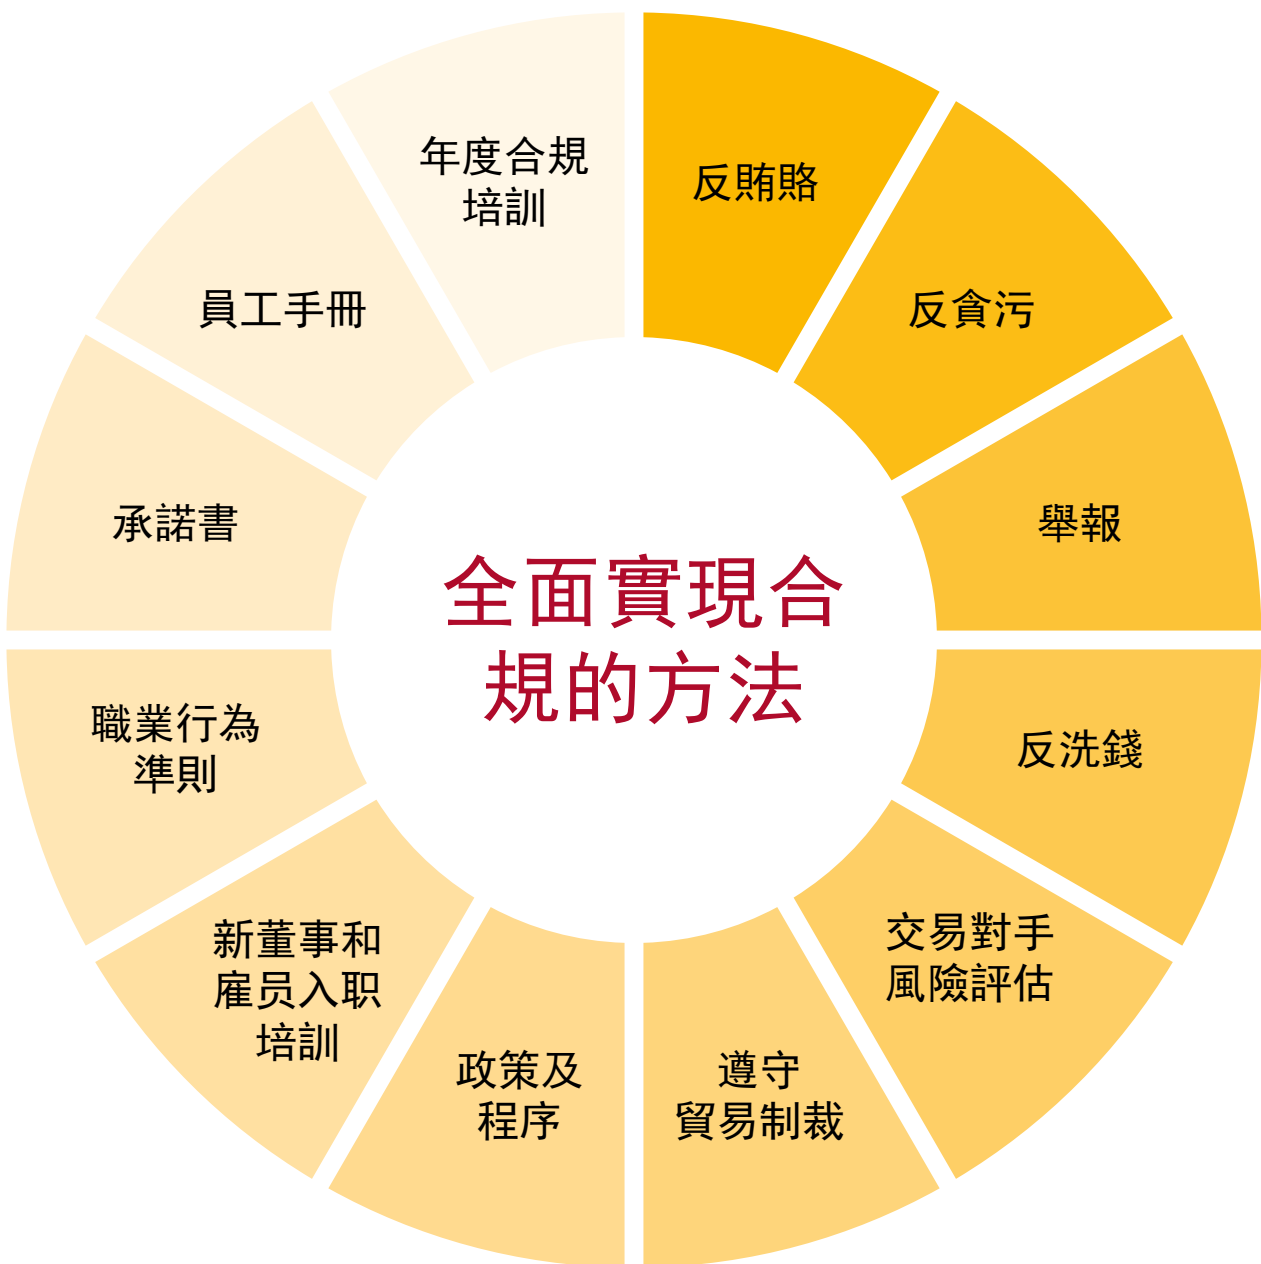 全面實現合
規的方法
反賄賂
反貪污
舉報
反洗錢
交易對手
風險評估
遵守
貿易制裁
政策及
程序
新董事和
雇员入职
培訓
職業行為
準則
承諾書
員工手冊
年度合規
培訓